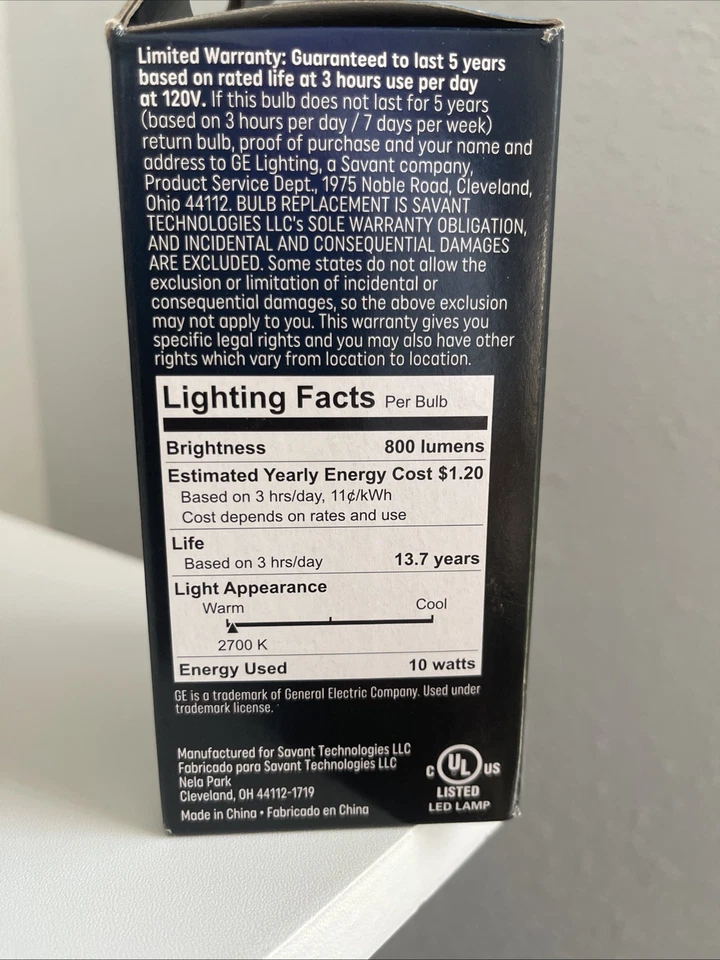 Limited Warranty: Guaranteed to last 5 years
based on rated life at 3 hours use per day
at 120V. If this bulb does not last for 5 years
(based on 3 hours per day / 7 days per week)
return bulb, proof of purchase and your name and
address to GE Lighting, a Savant company,
Product Service Dept., 1975 Noble Road, Cleveland,
Ohio 44112. BULB REPLACEMENT IS SAVANT
TECHNOLOGIES LLC's SOLE WARRANTY OBLIGATION,
AND INCIDENTAL AND CONSEQUENTIAL DAMAGES
ARE EXCLUDED. Some states do not allow the
exclusion or limitation of incidental or
consequential damages, so the above exclusion
may not apply to you. This warranty gives you
specific legal rights and you may also have other
rights which vary from location to location.
Lighting Facts Per Bulb
Brightness 800 lumens
Estimated Yearly Energy Cost $1.20
Based on 3 hrs/day, 11¢/kWh
Cost depends on rates and use
Life
Based on 3 hrs/day 13.7 years
Light Appearance
Warm Cool
2700 K
Energy Used 10 watts
GE is a trademark of General Electric Company. Used under
trademark license.
Manufactured for Savant Technologies LLC
Fabricado para Savant Technologies LLC
Nela Park
Cleveland, OH 44112-1719
Made in China • Fabricado en China
C UL US
LISTED
LED LAMP